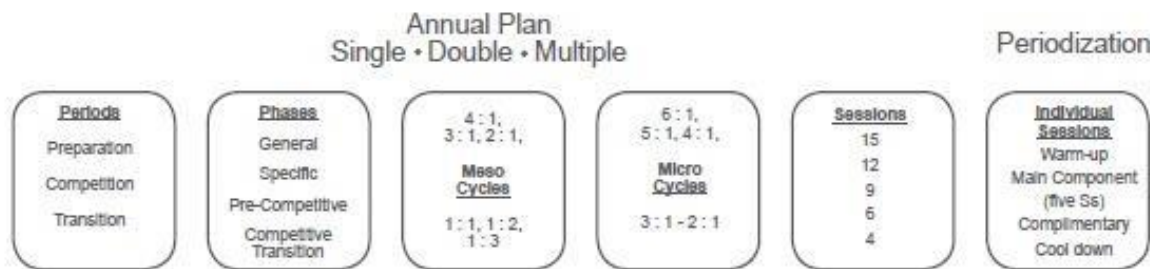 Annual Plan
Single • Double • Multiple
Periodization
Periods
Preparation
Competition
Transition
Phases
General
Specific
Pre-Competitive
Competitive
Transition
4 : 1,
3 : 1, 2 : 1,
Meso
Cycles
1 : 1, 1 : 2,
1 : 3
6 : 1,
5 : 1, 4 : 1,
Micro
Cycles
3 : 1 - 2 : 1
Sessions
15
12
9
6
4
Individual
Sessions
Warm-up
Main Component
(five Ss)
Complimentary
Cool down